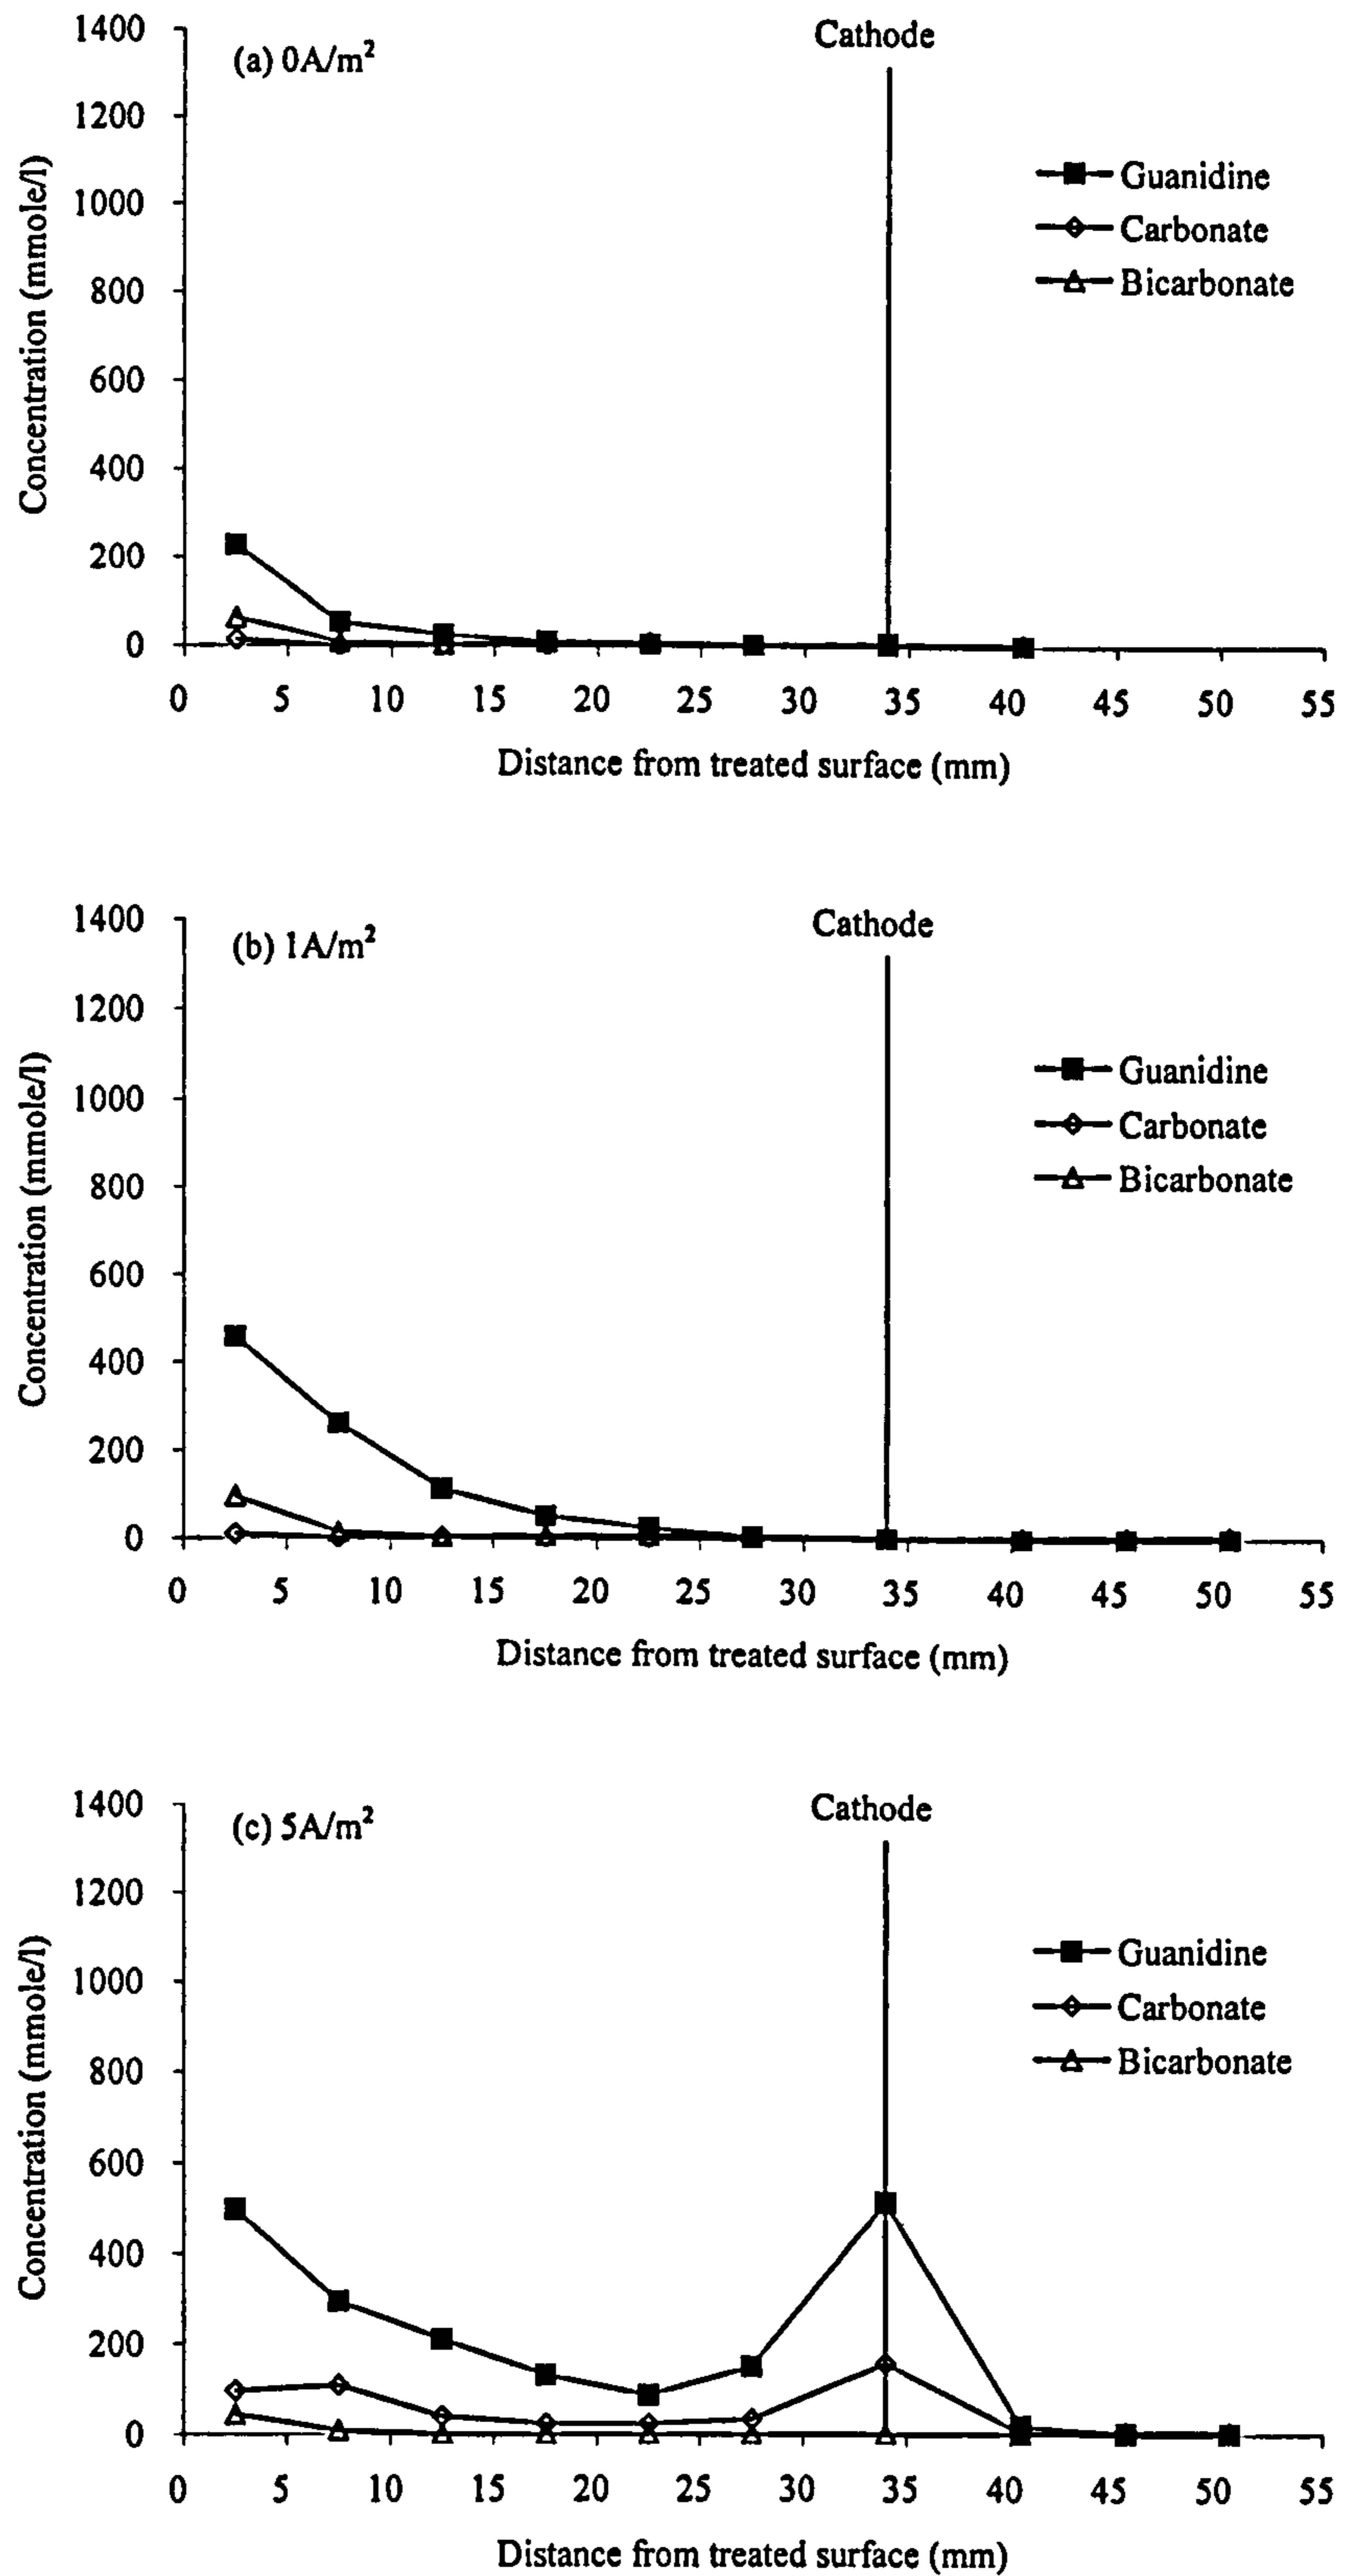 (a) 0A/m²
Cathode
1400
1200
1000
800
600
400
200
0
Concentration (mmole/l)
Guanidine
Carbonate
Bicarbonate
0 5 10 15 20 25 30 35 40 45 50 55
Distance from treated surface (mm)
(b) 1A/m²
Cathode
1400
1200
1000
800
600
400
200
0
Concentration (mmole/l)
Guanidine
Carbonate
Bicarbonate
0 5 10 15 20 25 30 35 40 45 50 55
Distance from treated surface (mm)
(c) 5A/m²
Cathode
1400
1200
1000
800
600
400
200
0
Concentration (mmole/l)
Guanidine
Carbonate
Bicarbonate
0 5 10 15 20 25 30 35 40 45 50 55
Distance from treated surface (mm)